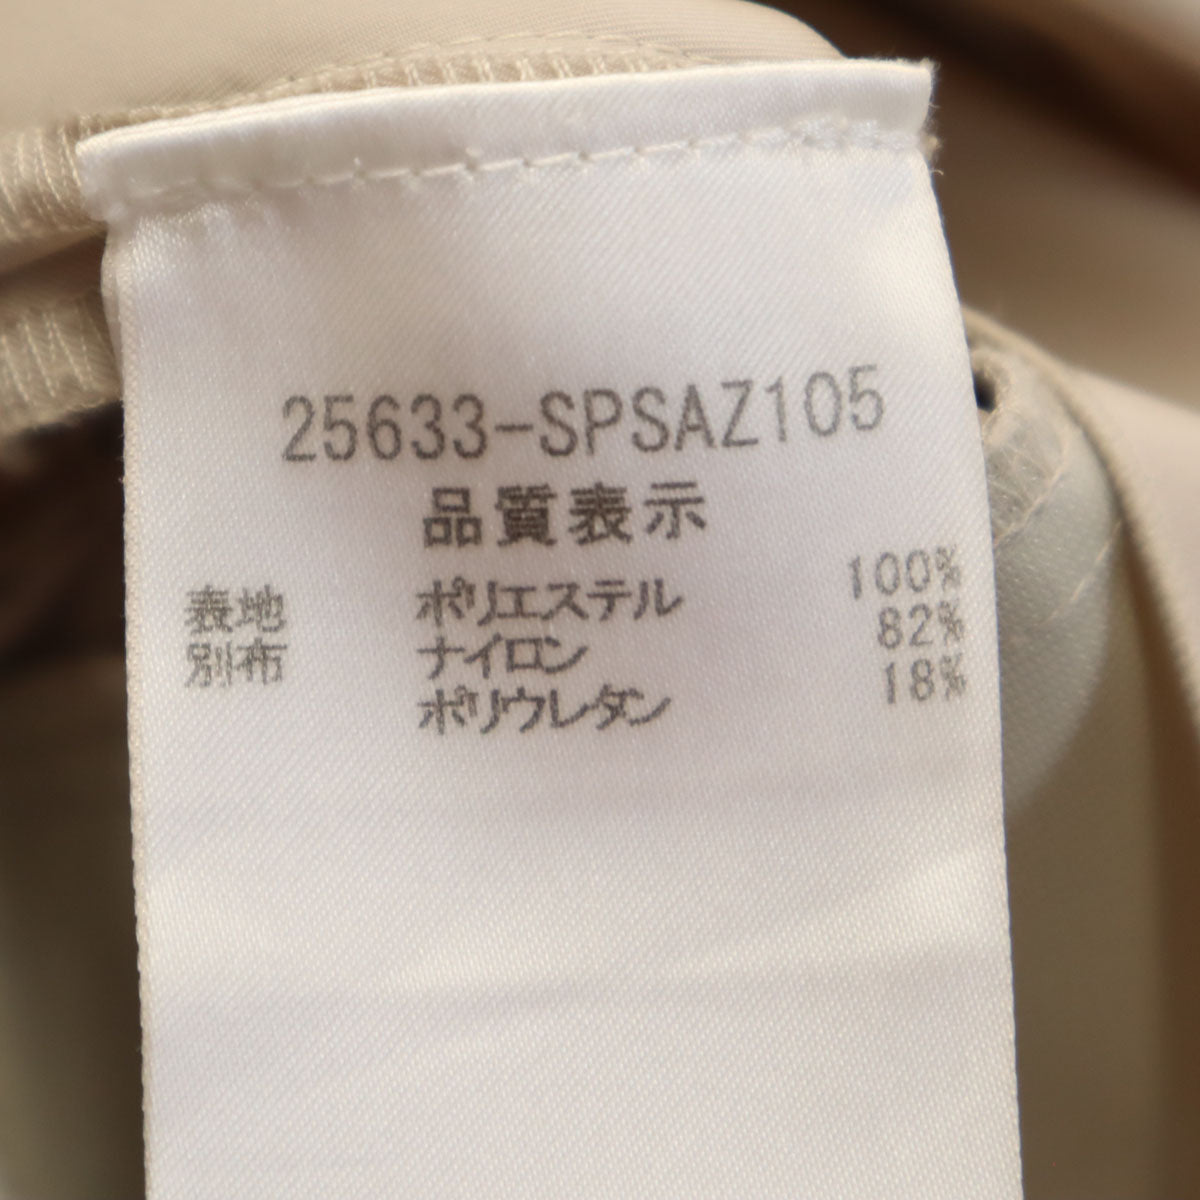 25633-SPSAZ105
品質表示
表地 ポリエステル 100%
別布 ナイロン 82%
ポリウレタン 18%